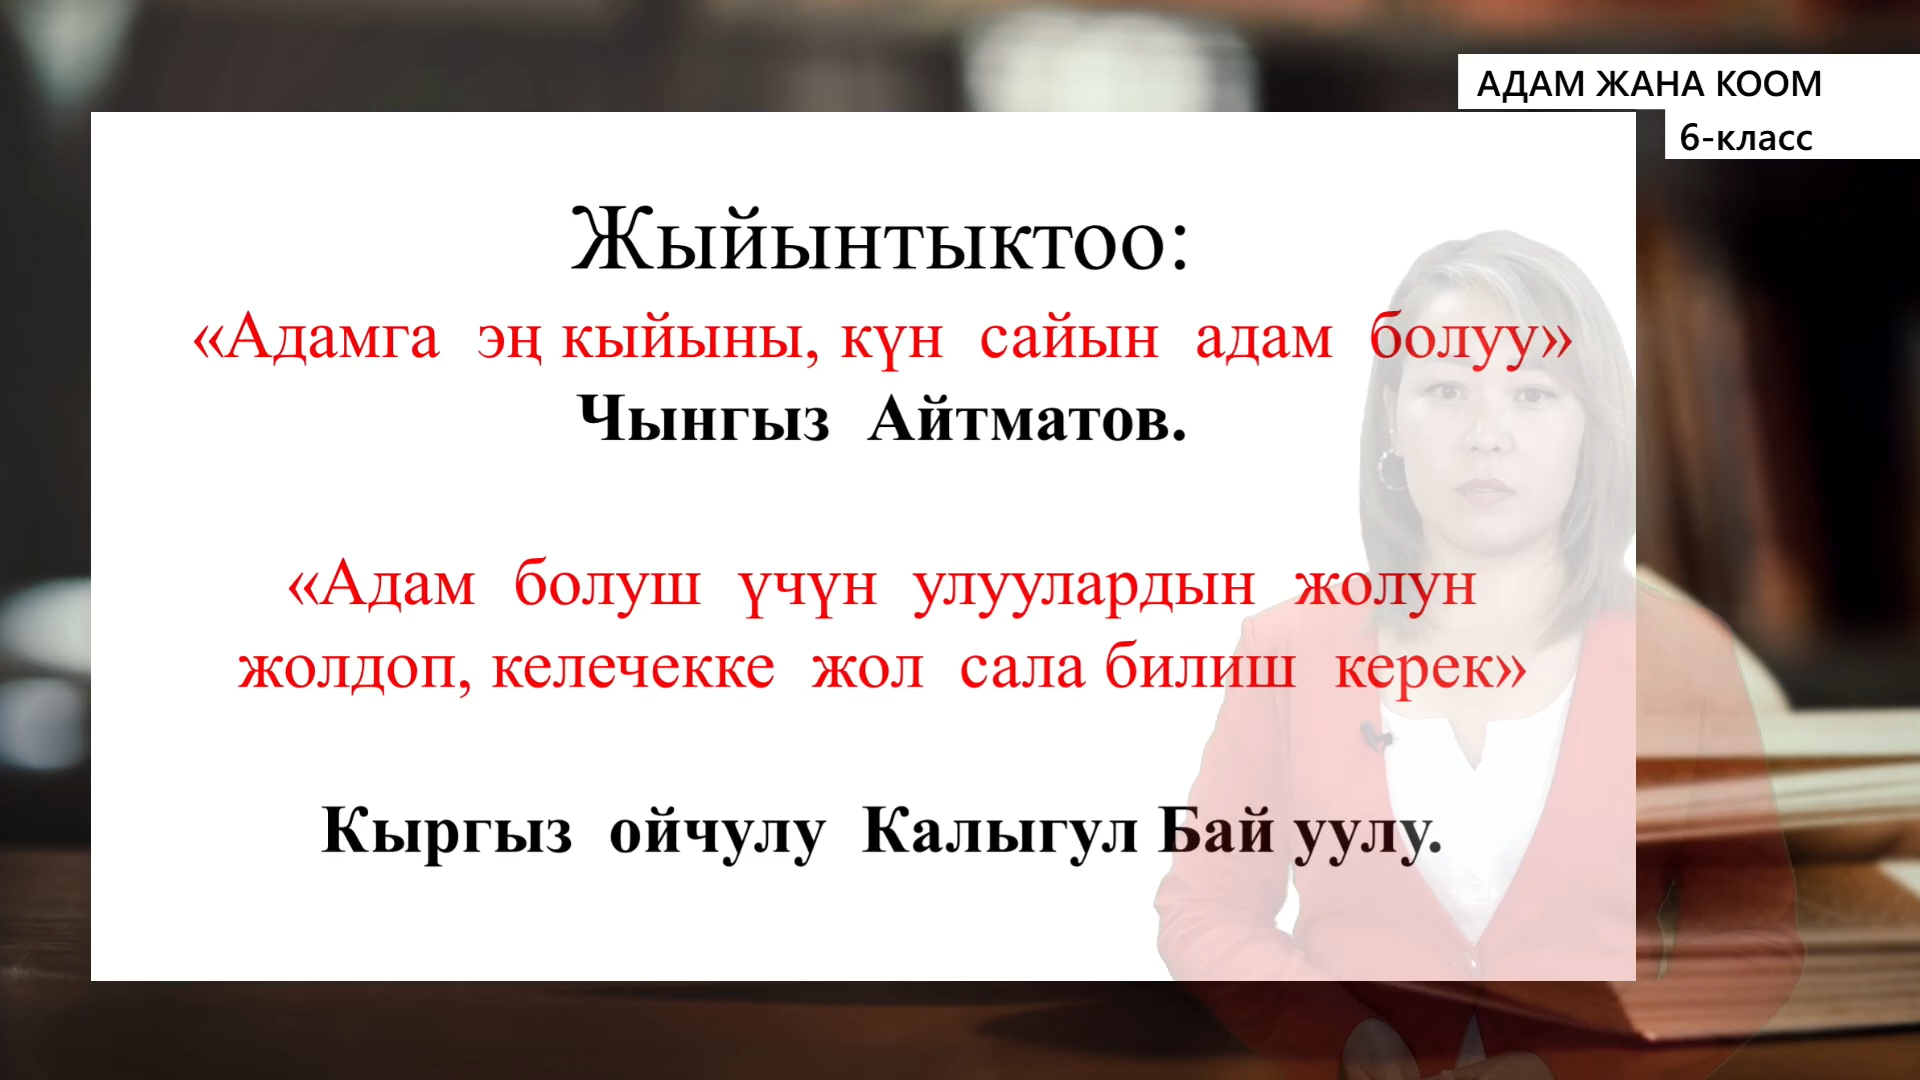 АДАМ ЖАНА КООМ
6-класс
Жыйынтыктоо:
«Адамга эң кыйыны, күн сайын адам болуу»
Чынгыз Айтматов.
«Адам болуш үчүн улуулардын жолун
жолдоп, келечекке жол сала билиш керек»
Кыргыз ойчулу Калыгул Бай уулу.